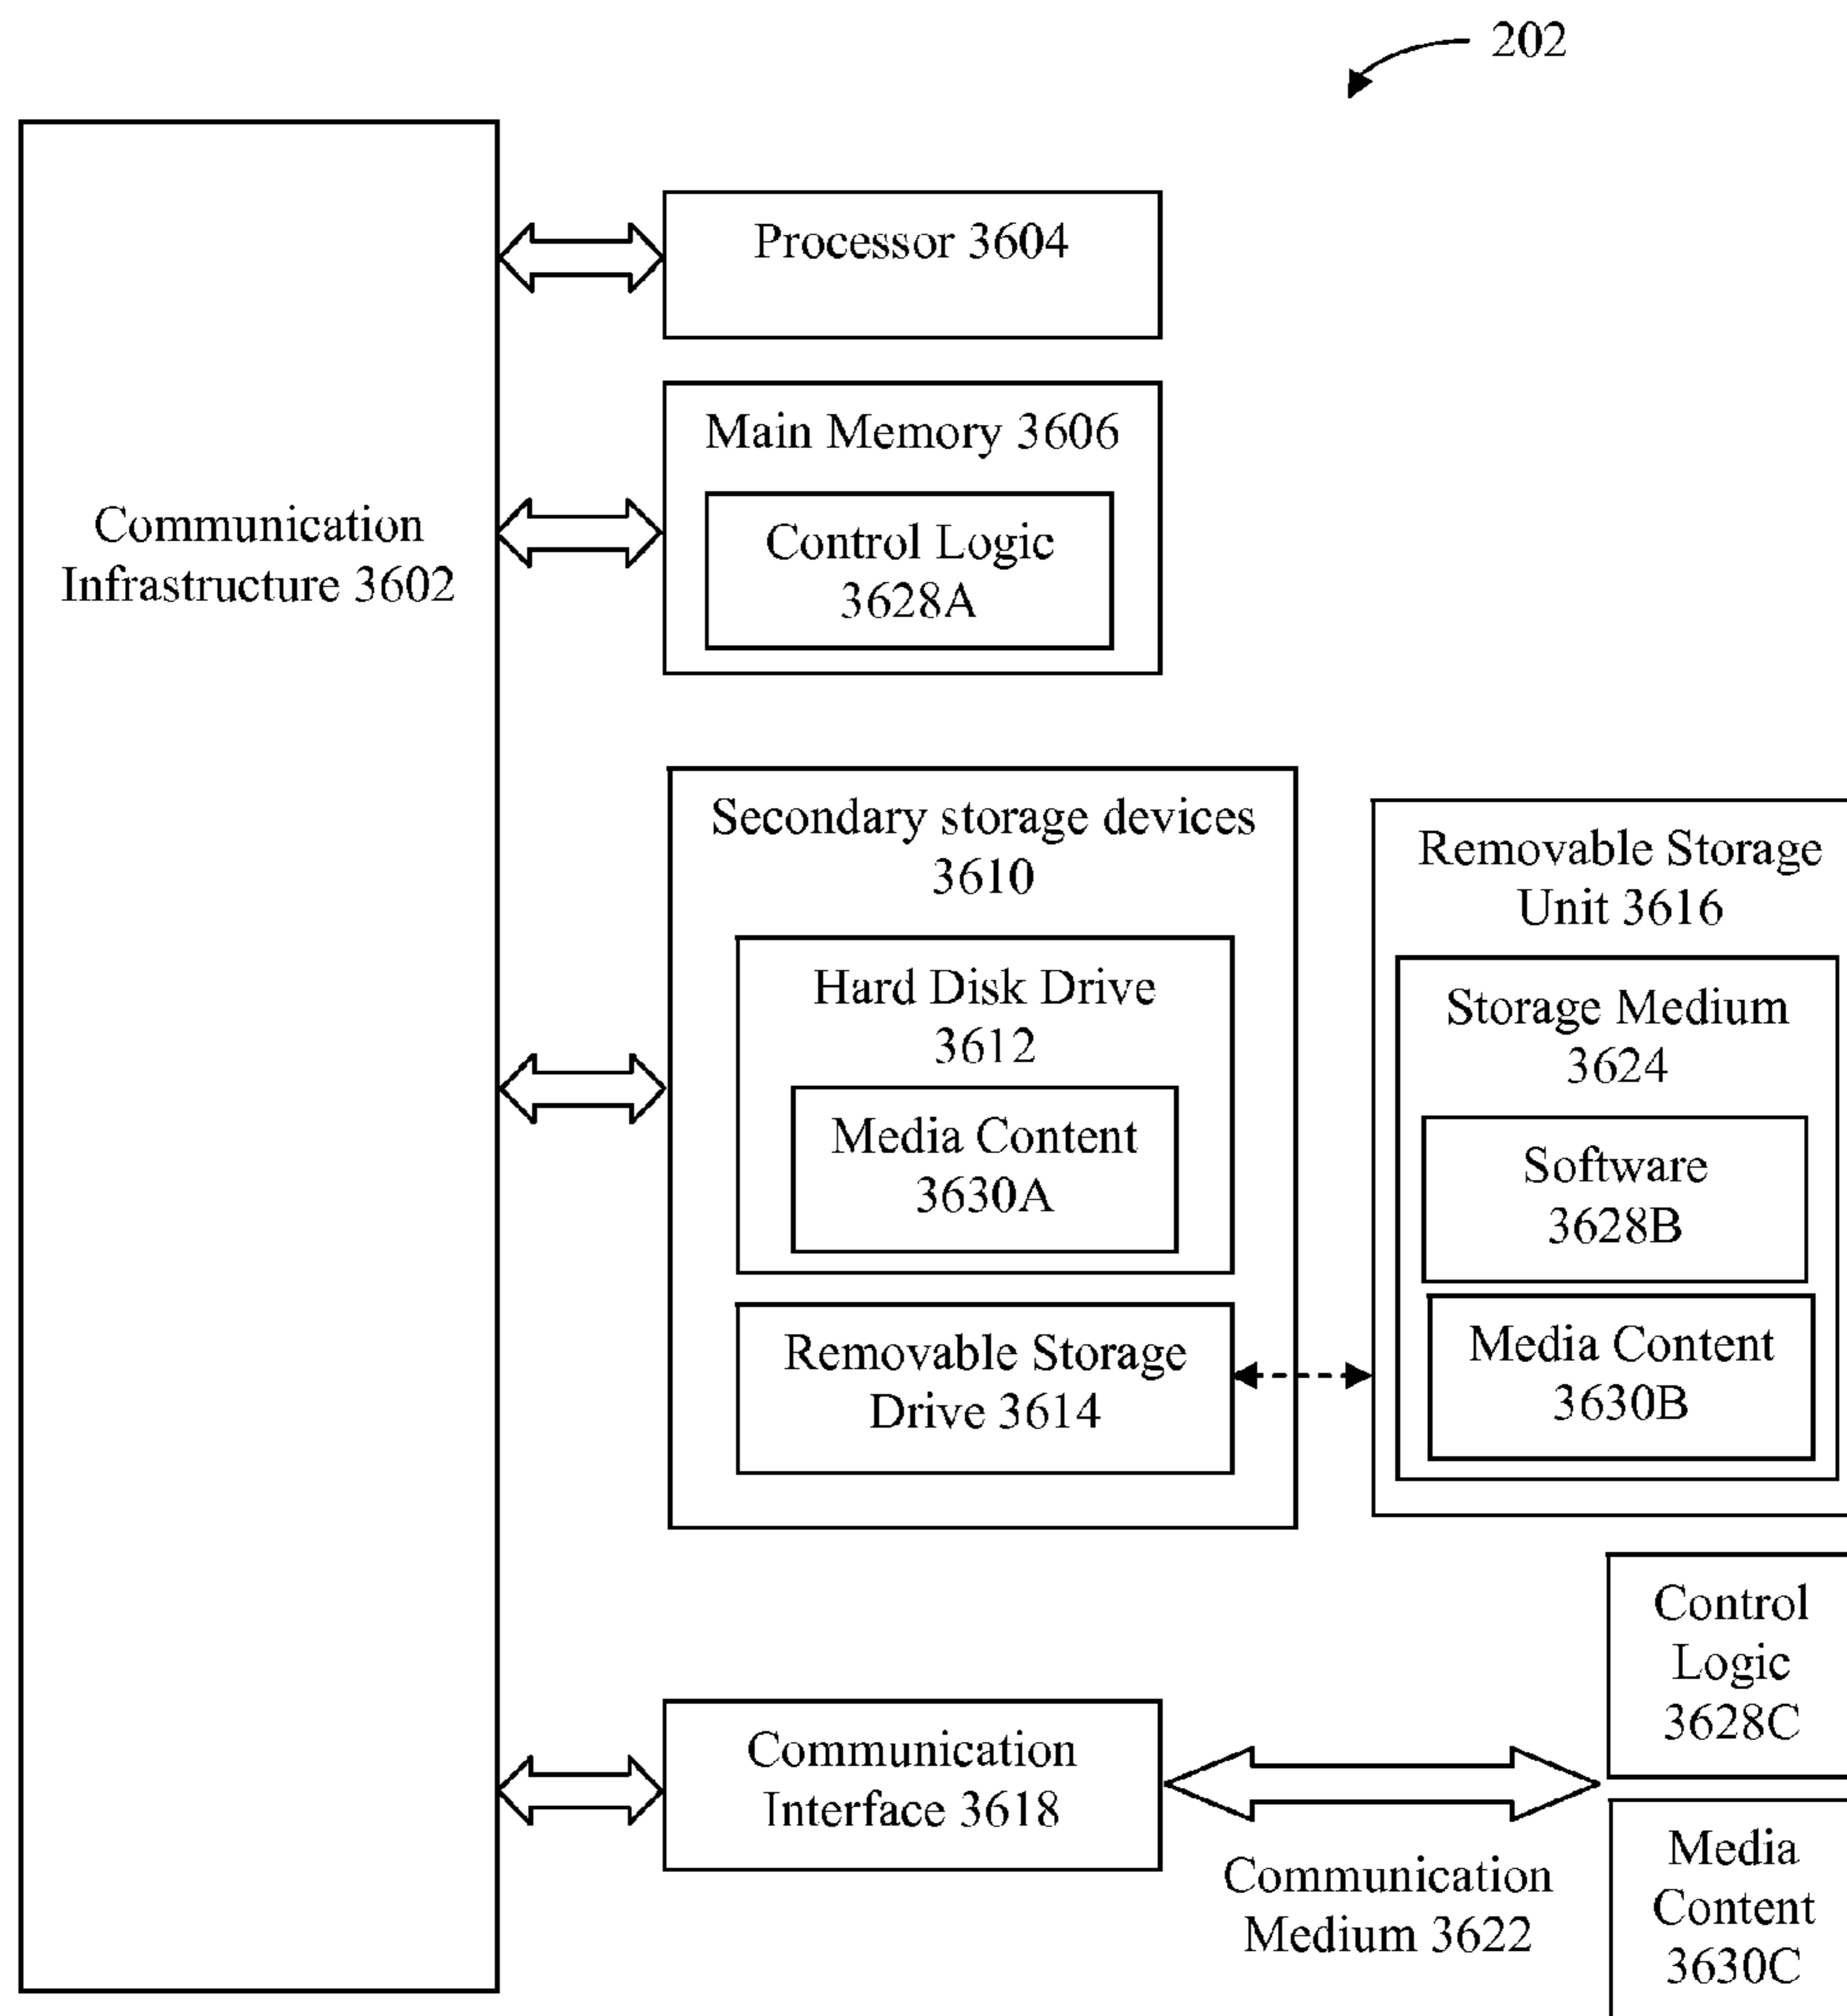 202
Communication
Infrastructure 3602
Processor 3604
Main Memory 3606
Control Logic
3628A
Secondary storage devices
3610
Hard Disk Drive
3612
Media Content
3630A
Removable Storage
Drive 3614
Removable Storage
Unit 3616
Storage Medium
3624
Software
3628B
Media Content
3630B
Communication
Interface 3618
Communication
Medium 3622
Control
Logic
3628C
Media
Content
3630C